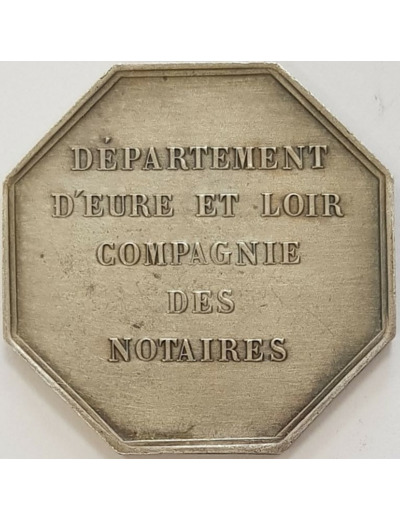 DÉPARTEMENT
D'EURE ET LOIR
COMPAGNIE
DES
NOTAIRES